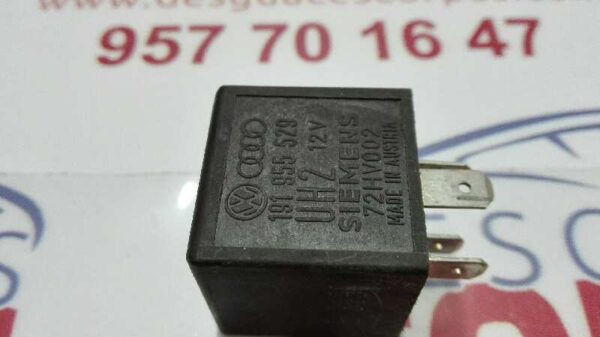 957 70 16 47
191 955 529
UH2 12V
SIEMENS
72HV002
MADE IN AUSTRIA